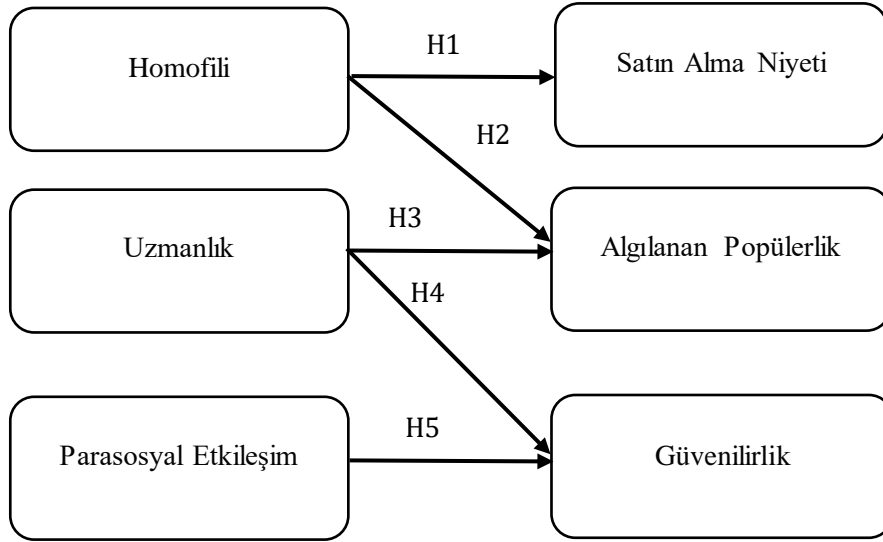 Homofili
H1
Satın Alma Niyeti
H2
Uzmanlık
H3
Algılanan Popülerlik
H4
Parasosyal Etkileşim
H5
Güvenilirlik